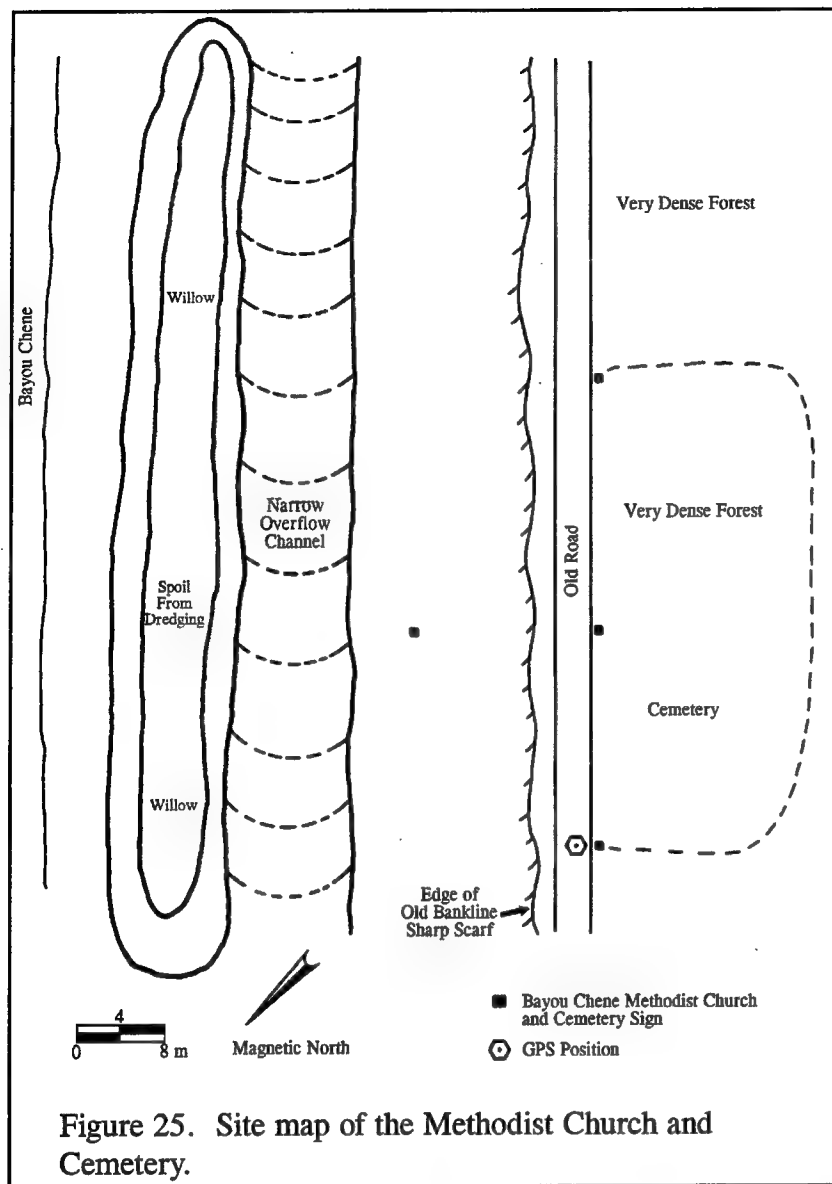 Very Dense Forest
Willow
Bayou Chene
Narrow
Overflow
Channel
Very Dense Forest
Old Road
Spoil
From
Dredging
Cemetery
Willow
Edge of
Old Bankline
Sharp Scarf
4
0 8 m
Magnetic North
Bayou Chene Methodist Church
and Cemetery Sign
GPS Position
Figure 25. Site map of the Methodist Church and
Cemetery.